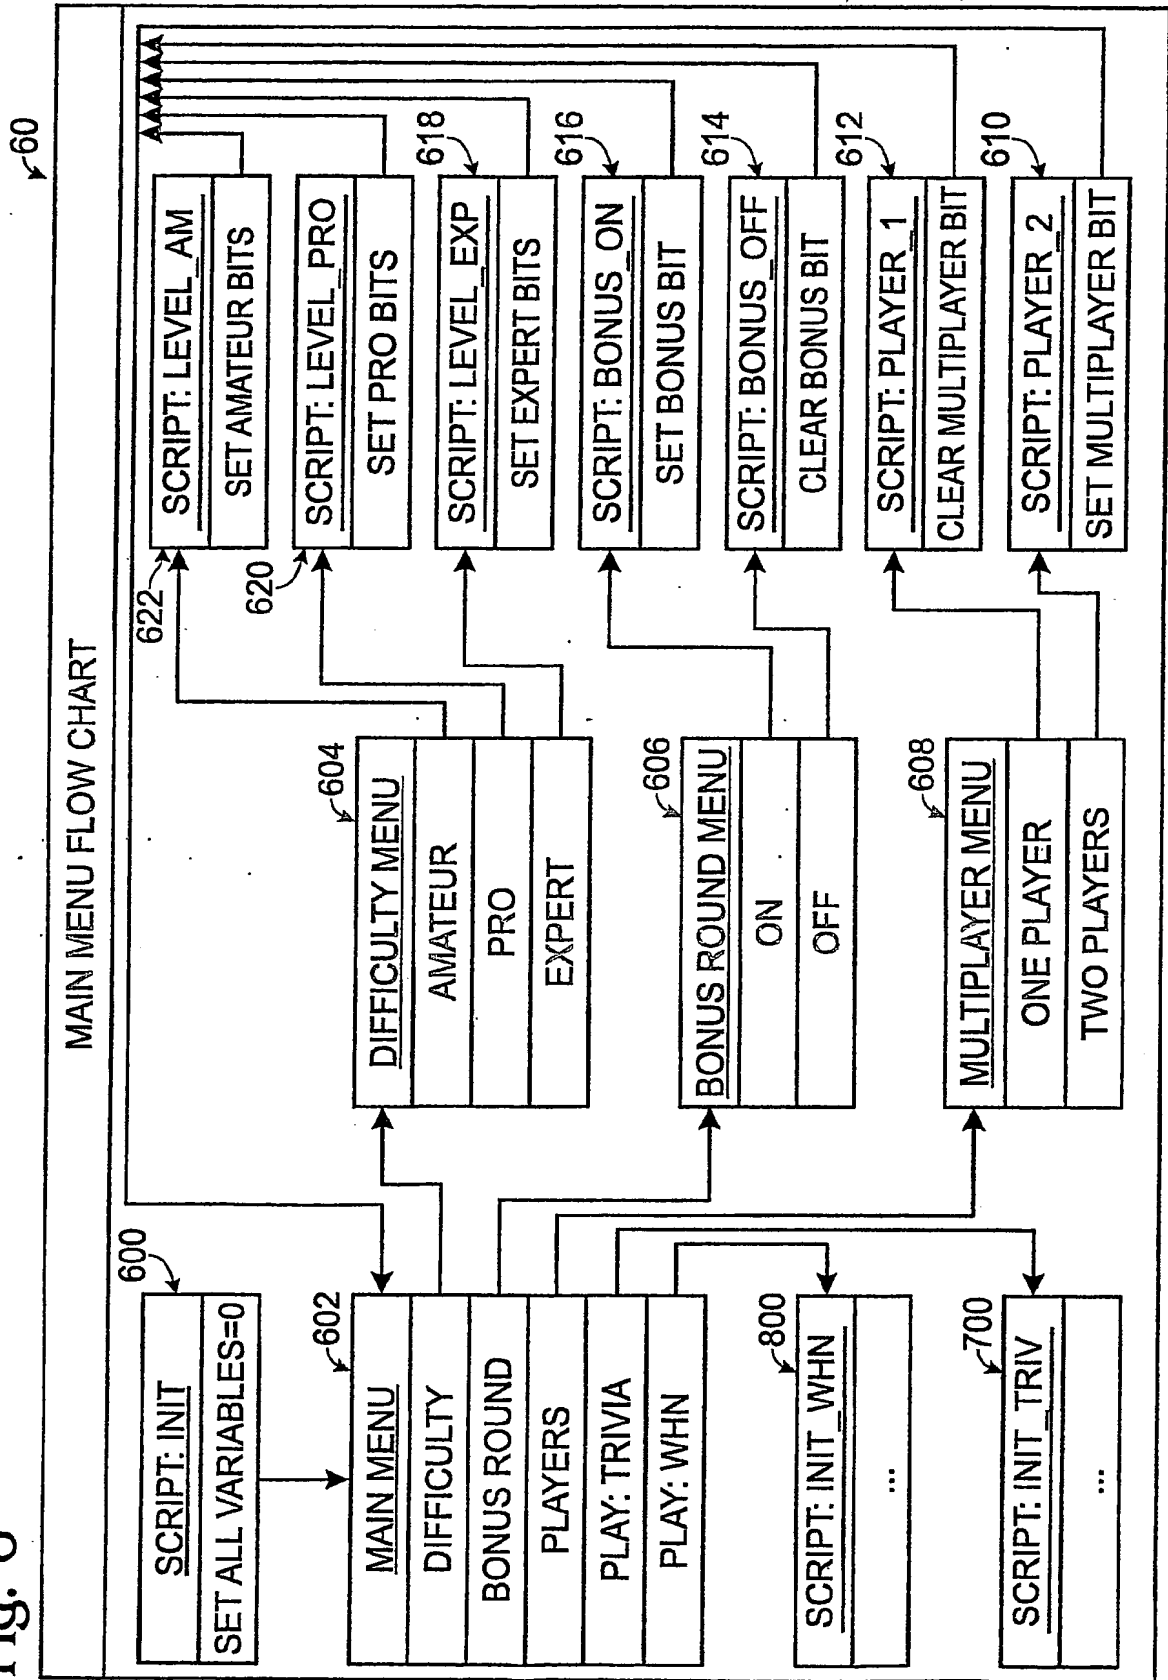 Fig. 6
60
MAIN MENU FLOW CHART
600
SCRIPT: INIT
SET ALL VARIABLES=0
602
MAIN MENU
DIFFICULTY
BONUS ROUND
PLAYERS
PLAY: TRIVIA
PLAY: WHN
800
SCRIPT: INIT_WHN
...
700
SCRIPT: INIT_TRIV
...
604
DIFFICULTY MENU
AMATEUR
PRO
EXPERT
606
BONUS ROUND MENU
ON
OFF
608
MULTIPLAYER MENU
ONE PLAYER
TWO PLAYERS
622
SCRIPT: LEVEL_AM
SET AMATEUR BITS
620
SCRIPT: LEVEL_PRO
SET PRO BITS
618
SCRIPT: LEVEL_EXP
SET EXPERT BITS
616
SCRIPT: BONUS_ON
SET BONUS BIT
614
SCRIPT: BONUS_OFF
CLEAR BONUS BIT
612
SCRIPT: PLAYER_1
CLEAR MULTIPLAYER BIT
610
SCRIPT: PLAYER_2
SET MULTIPLAYER BIT